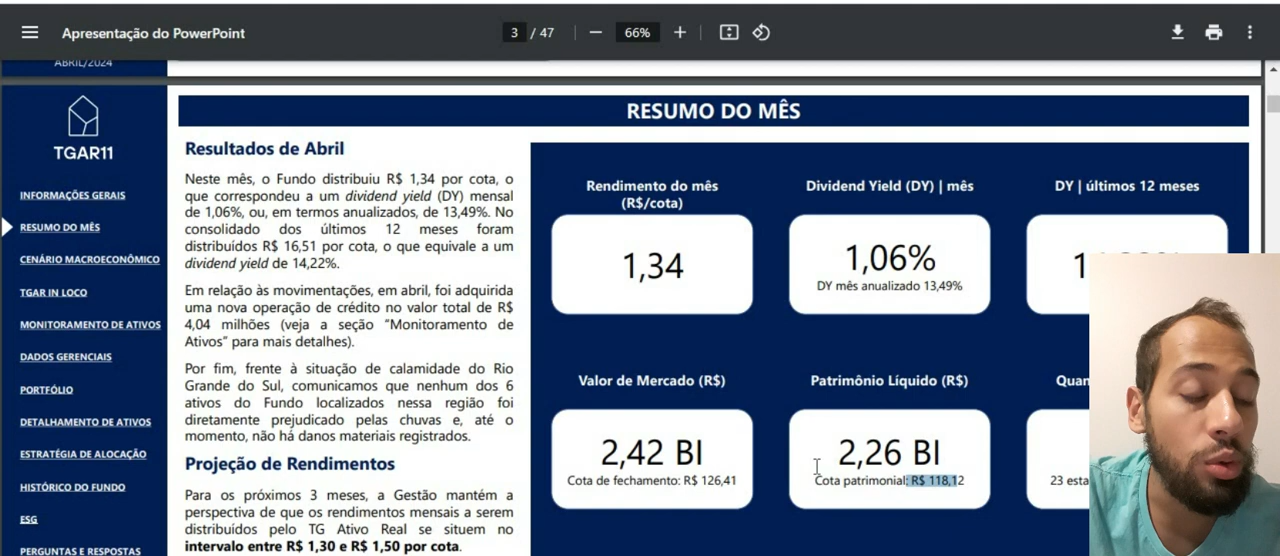 Apresentação do PowerPoint
3 / 47
66%
ABRIL/2024
TGAR11
INFORMAÇÕES GERAIS
RESUMO DO MÊS
CENÁRIO MACROECONÔMICO
TGAR IN LOCO
MONITORAMENTO DE ATIVOS
DADOS GERENCIAIS
PORTFÓLIO
DETALHAMENTO DE ATIVOS
ESTRATÉGIA DE ALOCAÇÃO
HISTÓRICO DO FUNDO
ESG
PERGUNTAS E RESPOSTAS
RESUMO DO MÊS
Resultados de Abril
Neste mês, o Fundo distribuiu R$ 1,34 por cota, o
que correspondeu a um dividend yield (DY) mensal
de 1,06%, ou, em termos anualizados, de 13,49%. No
consolidado dos últimos 12 meses foram
distribuídos R$ 16,51 por cota, o que equivale a um
dividend yield de 14,22%.
Em relação às movimentações, em abril, foi adquirida
uma nova operação de crédito no valor total de R$
4,04 milhões (veja a seção “Monitoramento de
Ativos” para mais detalhes).
Por fim, frente à situação de calamidade do Rio
Grande do Sul, comunicamos que nenhum dos 6
ativos do Fundo localizados nessa região foi
diretamente prejudicado pelas chuvas e, até o
momento, não há danos materiais registrados.
Projeção de Rendimentos
Para os próximos 3 meses, a Gestão mantém a
perspectiva de que os rendimentos mensais a serem
distribuídos pelo TG Ativo Real se situem no
intervalo entre R$ 1,30 e R$ 1,50 por cota.
Rendimento do mês
(R$/cota)
1,34
Dividend Yield (DY) | mês
1,06%
DY mês anualizado 13,49%
DY | últimos 12 meses
Valor de Mercado (R$)
2,42 BI
Cota de fechamento: R$ 126,41
Patrimônio Líquido (R$)
2,26 BI
Cota patrimonial: R$ 118,12
23